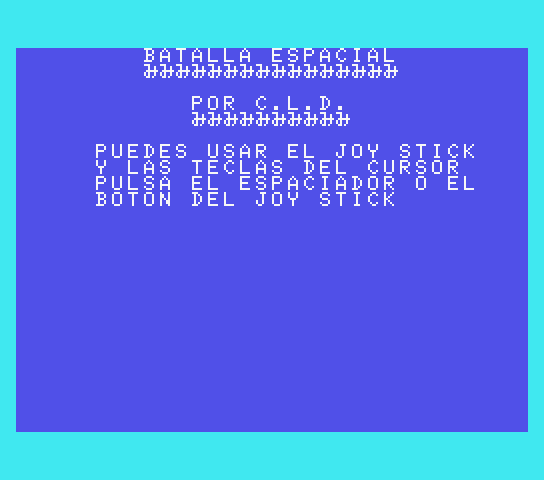 BATALLA ESPACIAL
POR C.L.D.
PUEDES USAR EL JOY STICK
Y LAS TECLAS DEL CURSOR
PULSA EL ESPACIADOR O EL
BOTON DEL JOY STICK